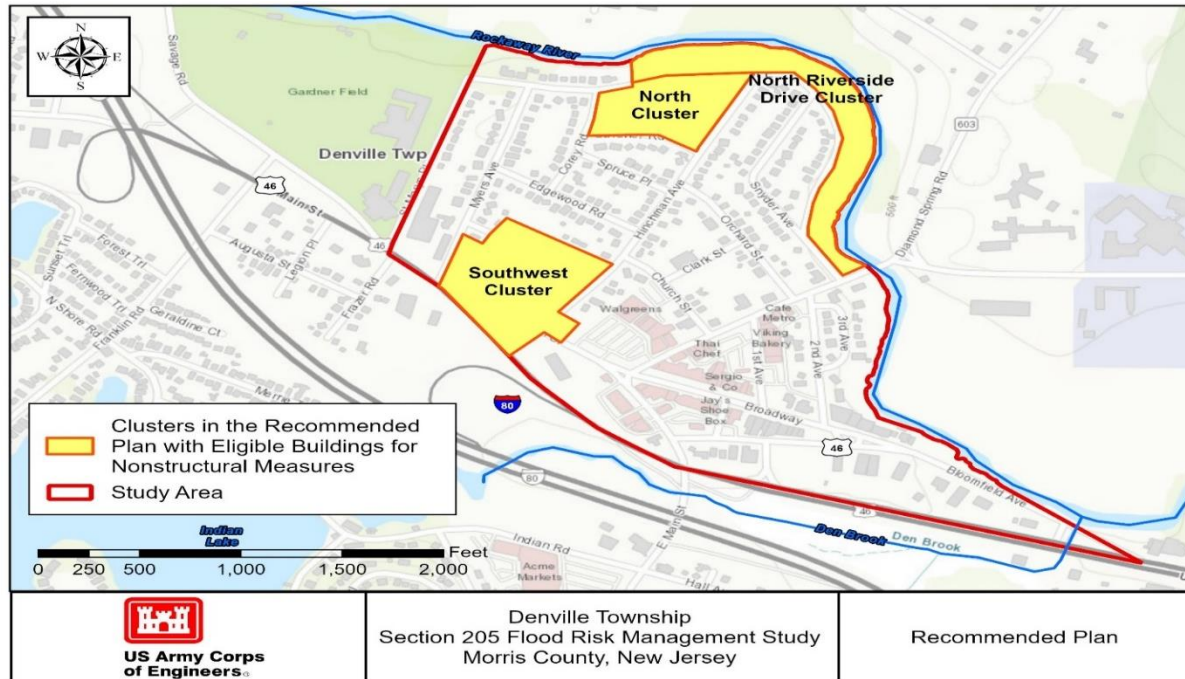 N
W
E
S
Savage Rd
Rockaway River
Gardner Field
North Riverside
Drive Cluster
North
Cluster
603
Denville Twp
Corey Rd
Spruce Pl
Myers Ave
Edgewood Rd
Hinchman Ave
Snyder Ave
Orchard St
Diamond Spring Rd
500 ft
46
Main St
46
Augusta St
Legion Pl
Frazer Rd
Sunset Trl
Forest Trl
Fernwood Trl
N Shore Rd
Franklin Rd
Geraldine Ct
Southwest
Cluster
Clark St
Church St
Walgreens
Cafe
Metro
Viking
Bakery
Thai
Chef
1st Ave
2nd Ave
3rd Ave
Sergio
& Co
Jay's
Shoe
Box
Broadway
46
Bloomfield Ave
80
Clusters in the Recommended
Plan with Eligible Buildings for
Nonstructural Measures
Study Area
80
46
Indian
Lake
Feet
0 250 500 1,000 1,500 2,000
Indian Rd
Acme
Markets
E Main St
Den Brook
Den Brook
US Army Corps
of Engineers
Denville Township
Section 205 Flood Risk Management Study
Morris County, New Jersey
Recommended Plan